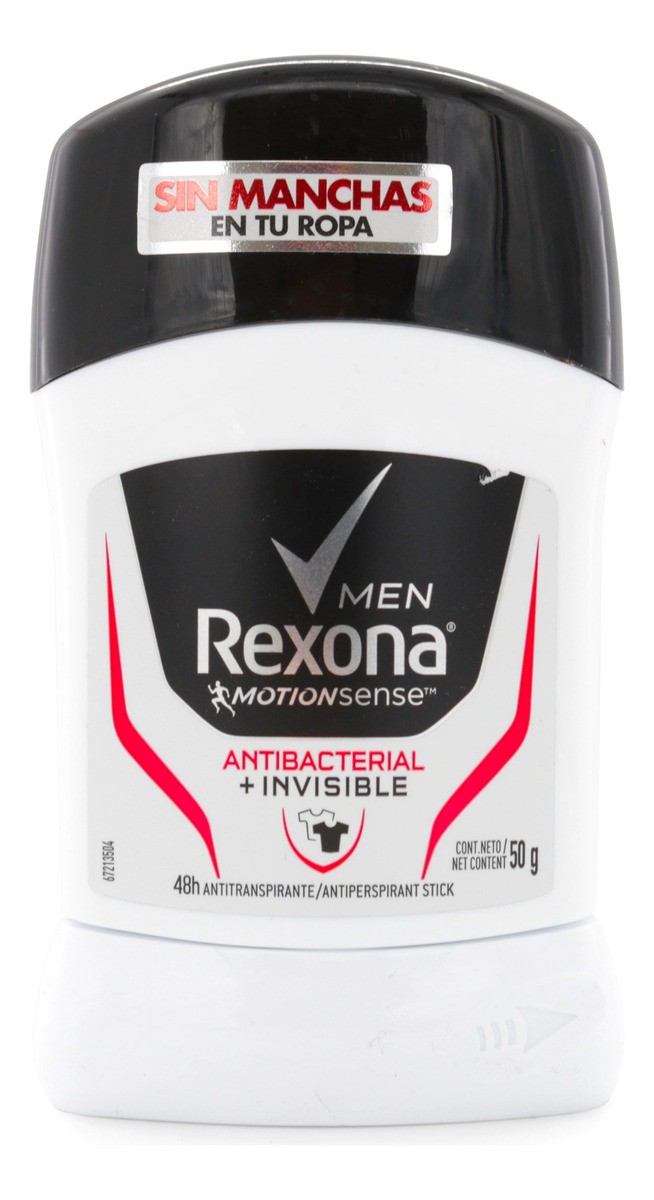 SIN MANCHAS
EN TU ROPA
MEN
Rexona®
MOTIONsense™
ANTIBACTERIAL
+ INVISIBLE
67213504
CONT.NETO /
NET CONTENT 50 g
48h ANTITRANSPIRANTE/ANTIPERSPIRANT STICK